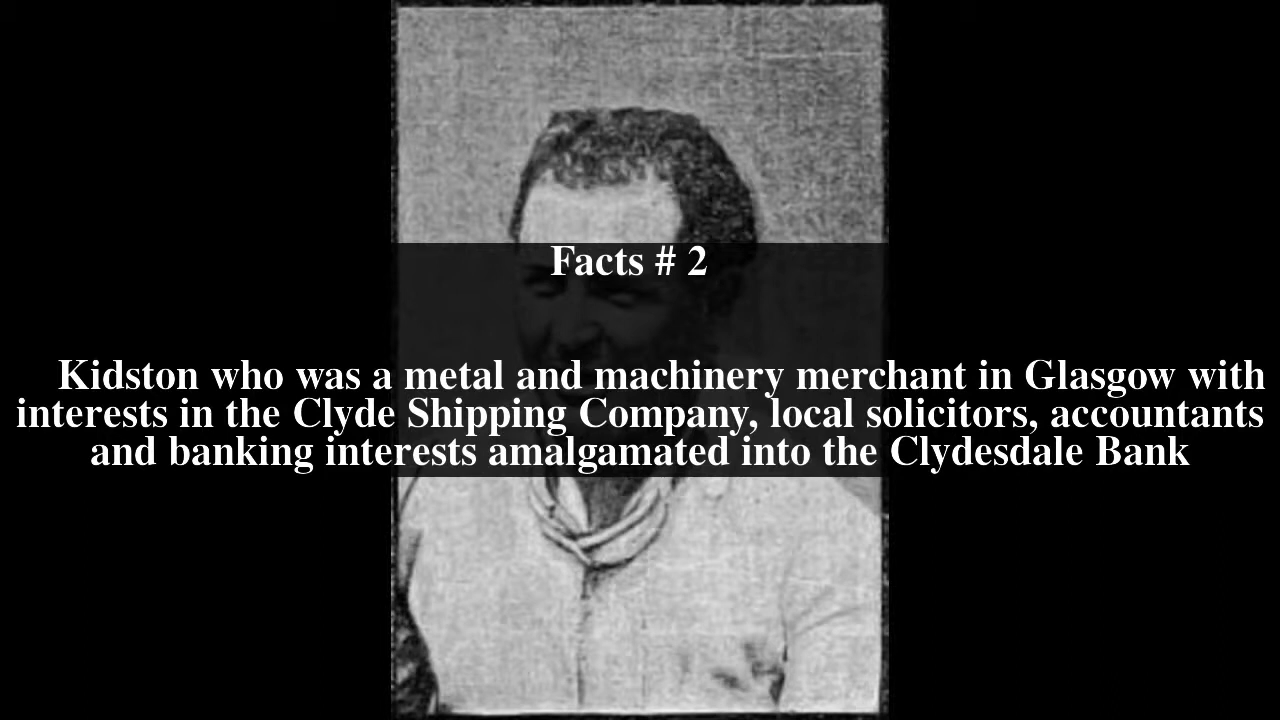 Facts # 2
Kidston who was a metal and machinery merchant in Glasgow with
interests in the Clyde Shipping Company, local solicitors, accountants
and banking interests amalgamated into the Clydesdale Bank